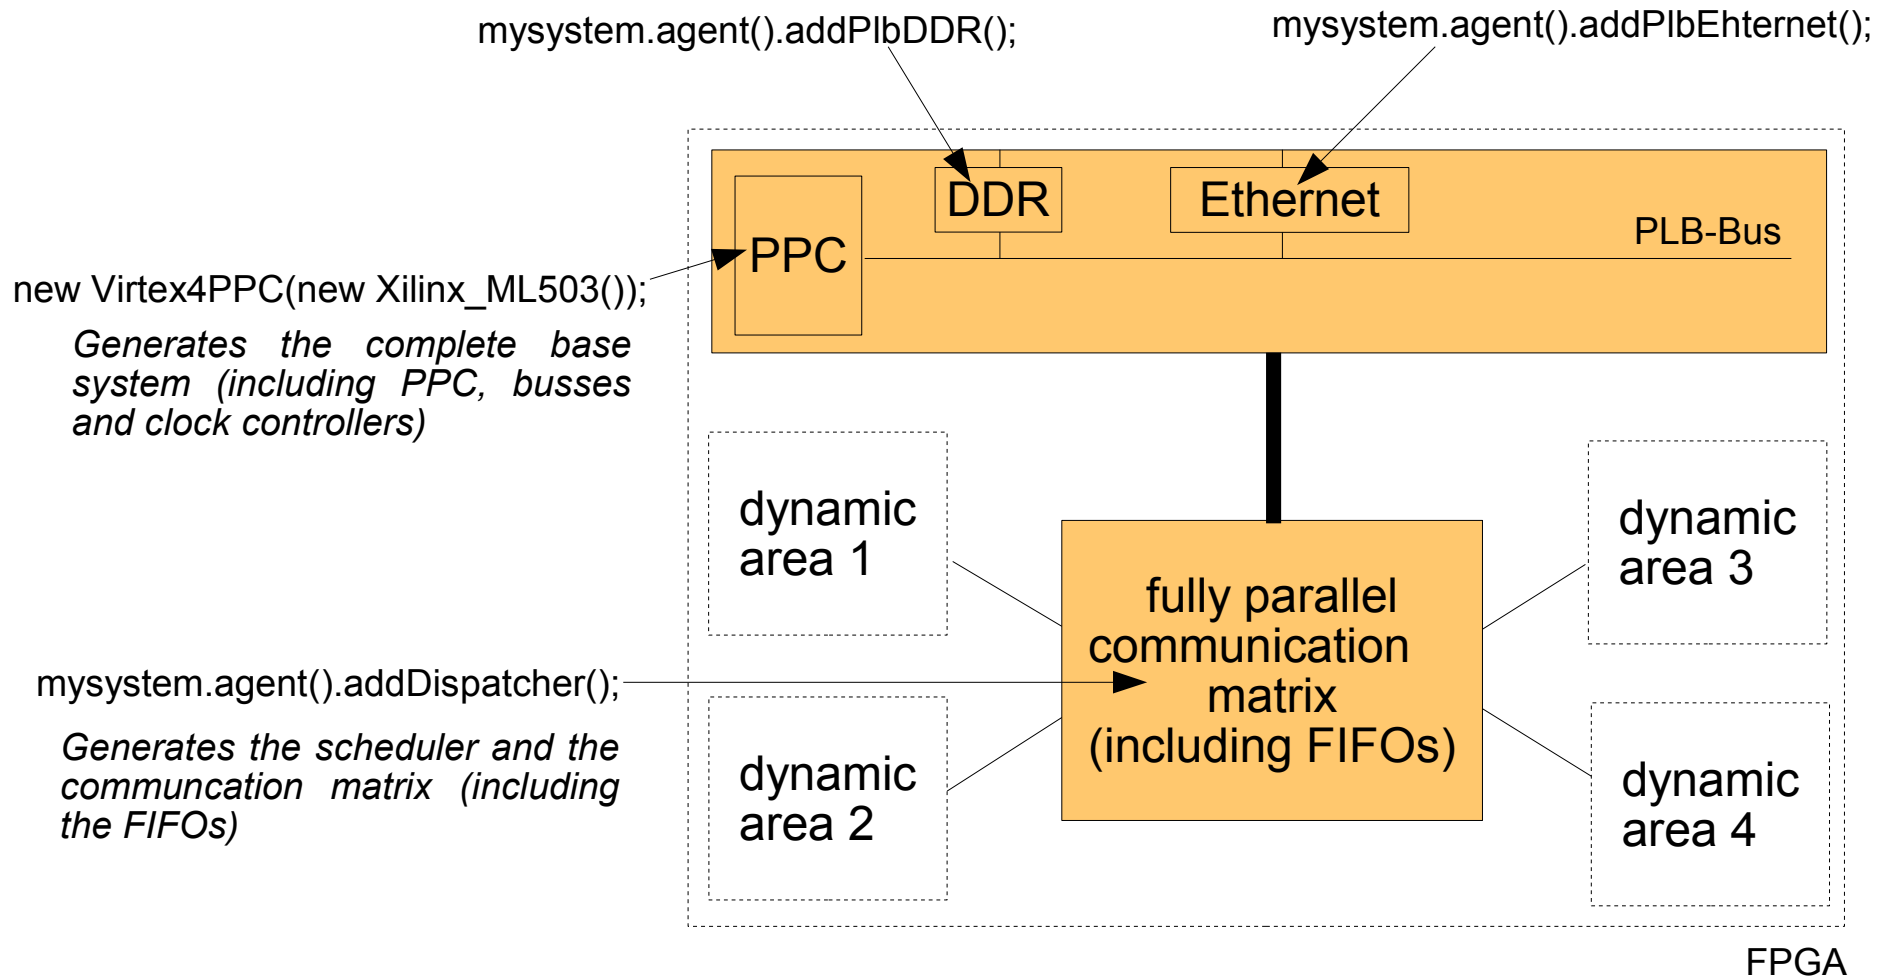 mysystem.agent().addPlbDDR();
mysystem.agent().addPlbEhternet();
DDR
Ethernet
PPC
PLB-Bus
new Virtex4PPC(new Xilinx_ML503());
Generates the complete base
system (including PPC, busses
and clock controllers)
dynamic
area 1
dynamic
area 3
fully parallel
communication
matrix
(including FIFOs)
mysystem.agent().addDispatcher();
Generates the scheduler and the
communcation matrix (including
the FIFOs)
dynamic
area 2
dynamic
area 4
FPGA